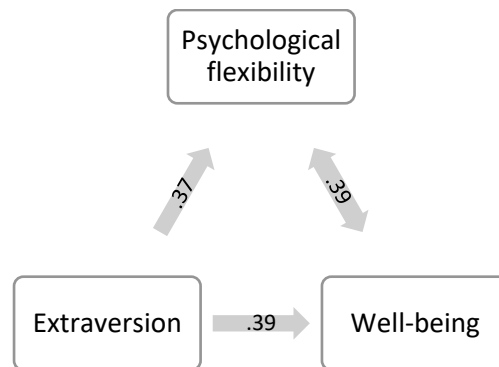 Psychological
flexibility
.37
.39
Extraversion
.39
Well-being